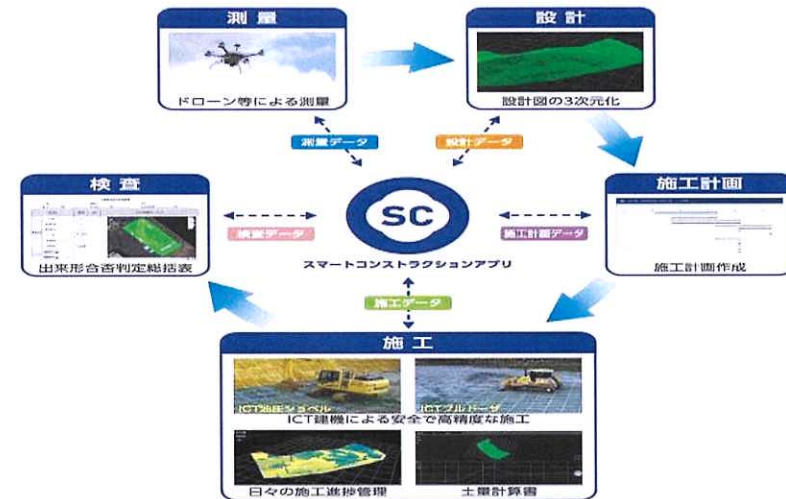 測量
ドローン等による測量
設計
設計図の3次元化
測量データ
設計データ
検査
出来形合否判定総括表
検査データ
SC
スマートコンストラクションアプリ
施工計画データ
施工計画
施工計画作成
施工データ
施工
ICT油圧ショベル
ICTブルドーザ
ICT建機による安全で高精度な施工
日々の施工進捗管理
土量計算書